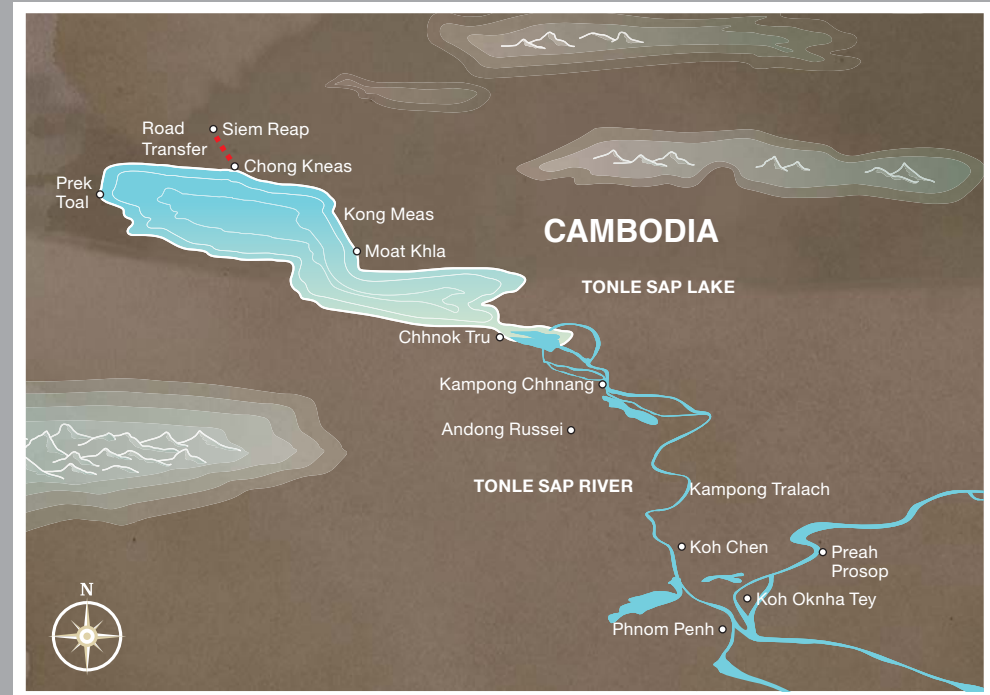 Road
Transfer
Siem Reap
Chong Kneas
Prek
Toal
Kong Meas
CAMBODIA
Moat Khla
TONLE SAP LAKE
Chhnok Tru
Kampong Chhnang
Andong Russei
TONLE SAP RIVER
Kampong Tralach
Koh Chen
Preah
Prosop
N
Koh Oknha Tey
Phnom Penh